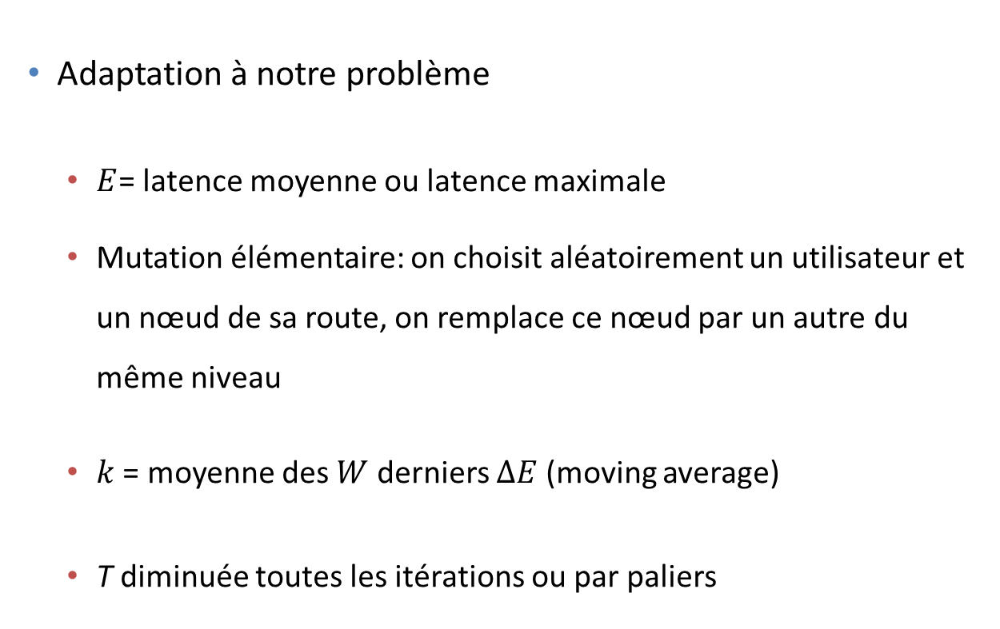 • Adaptation à notre problème
• E= latence moyenne ou latence maximale
• Mutation élémentaire: on choisit aléatoirement un utilisateur et
un nœud de sa route, on remplace ce nœud par un autre du
même niveau
• k = moyenne des W derniers ΔE (moving average)
• T diminuée toutes les itérations ou par paliers